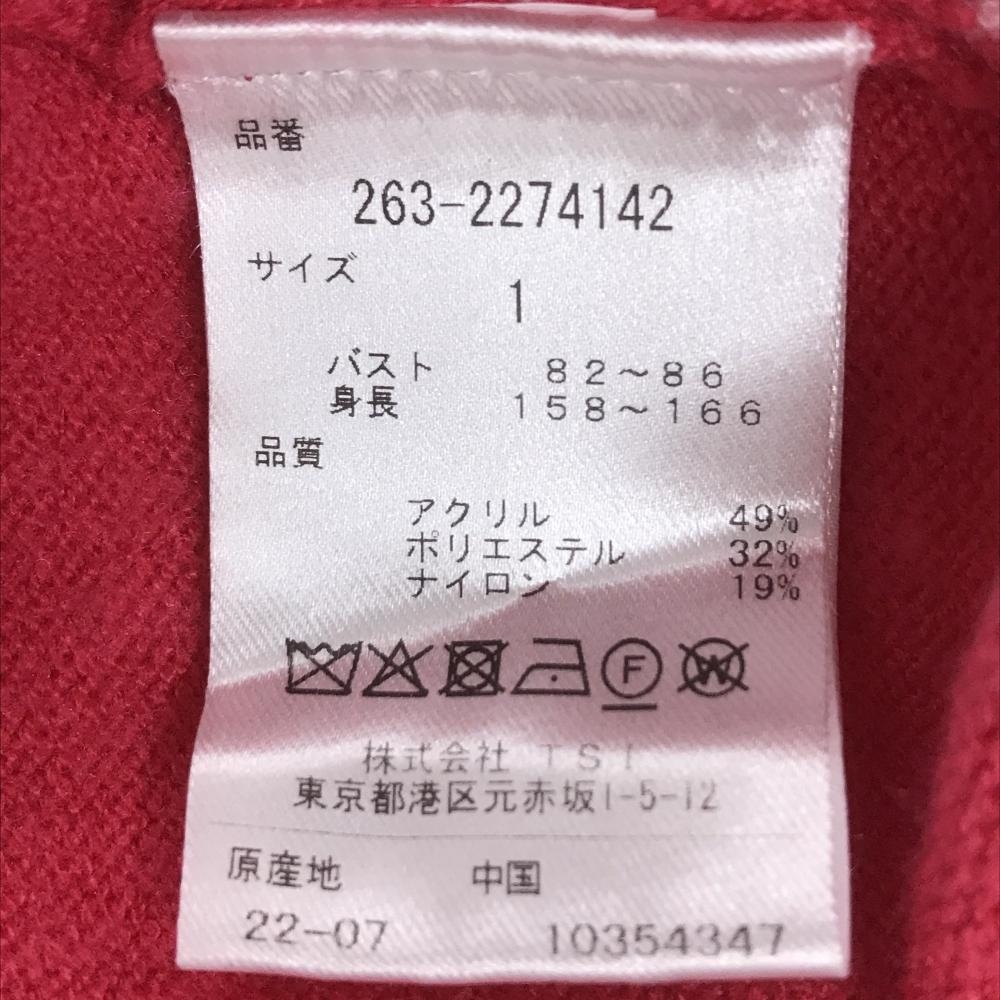 品番
263-2274142
サイズ
1
バスト 82～86
身長 158～166
品質
アクリル 49%
ポリエステル 32%
ナイロン 19%
F W
株式会社 TSI
東京都港区元赤坂1-5-12
原産地 中国
22-07 10354347